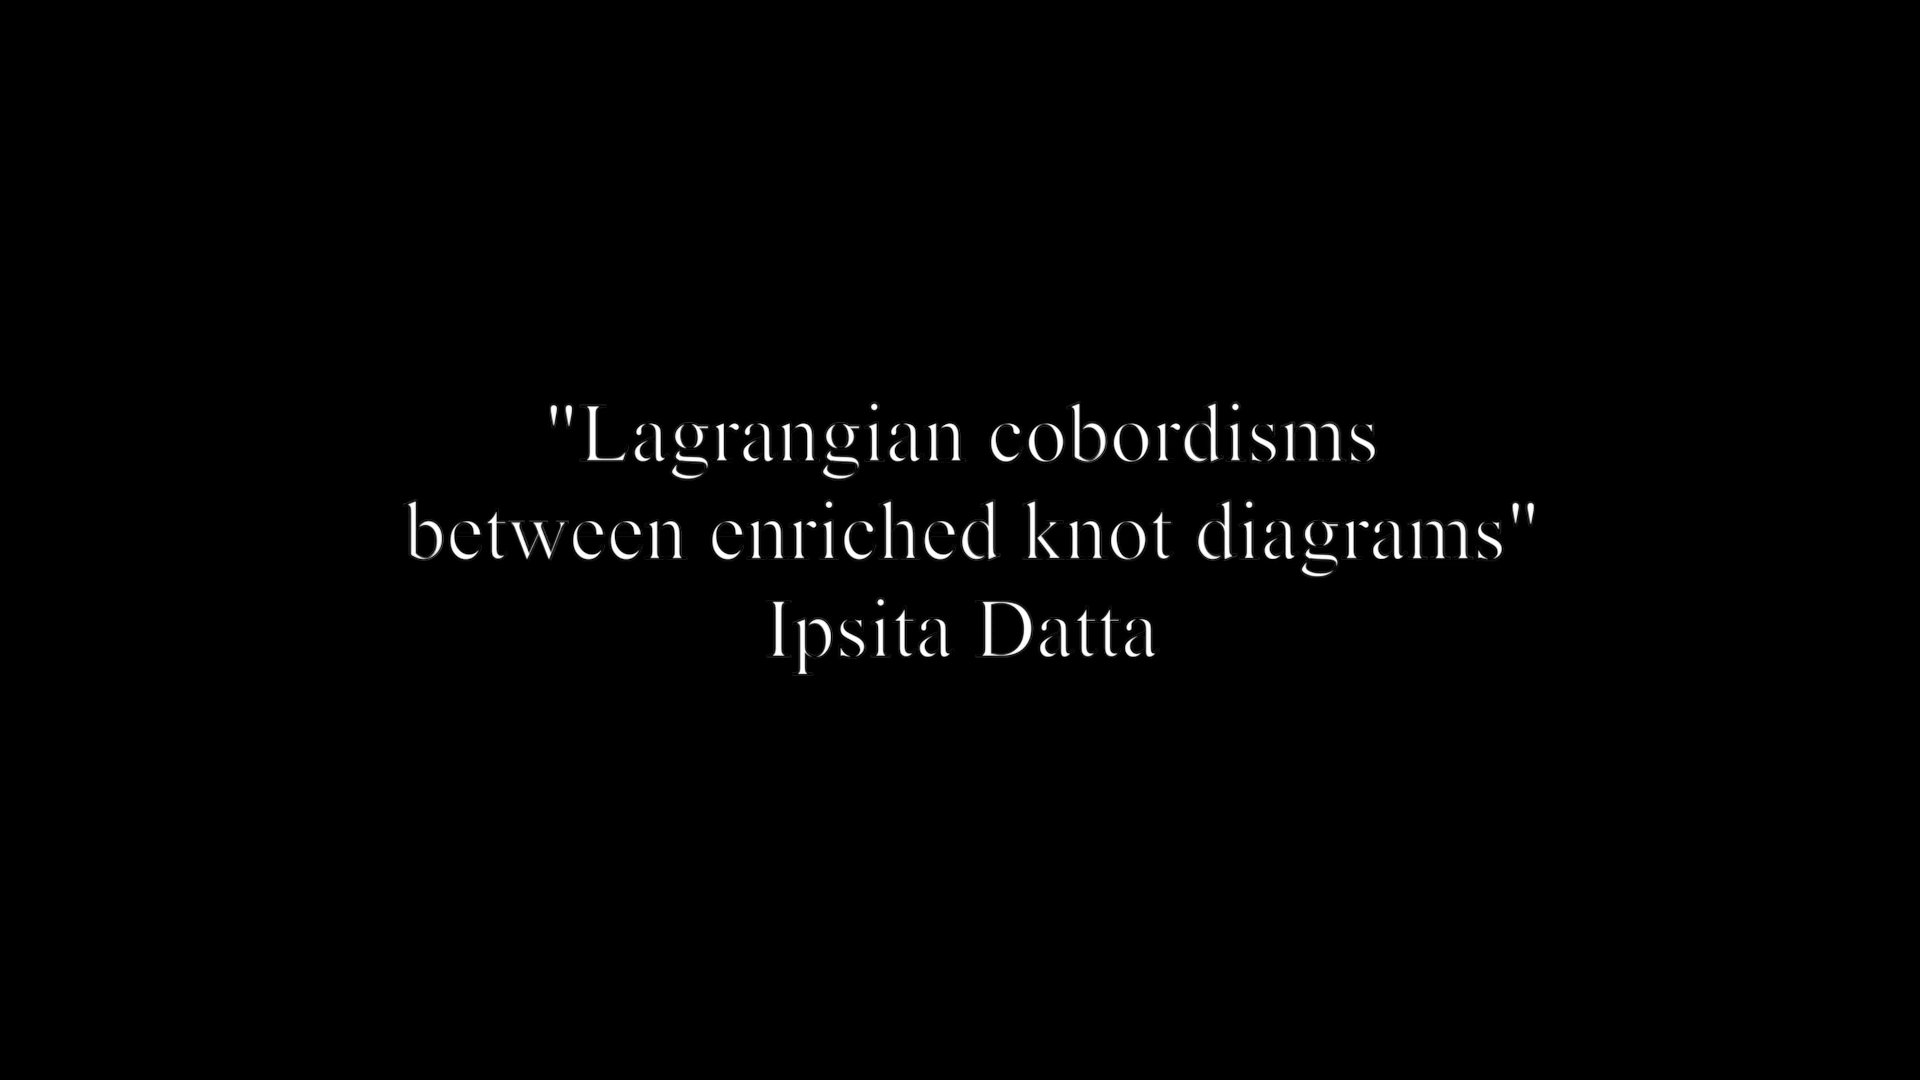 "Lagrangian cobordisms
between enriched knot diagrams"
Ipsita Datta